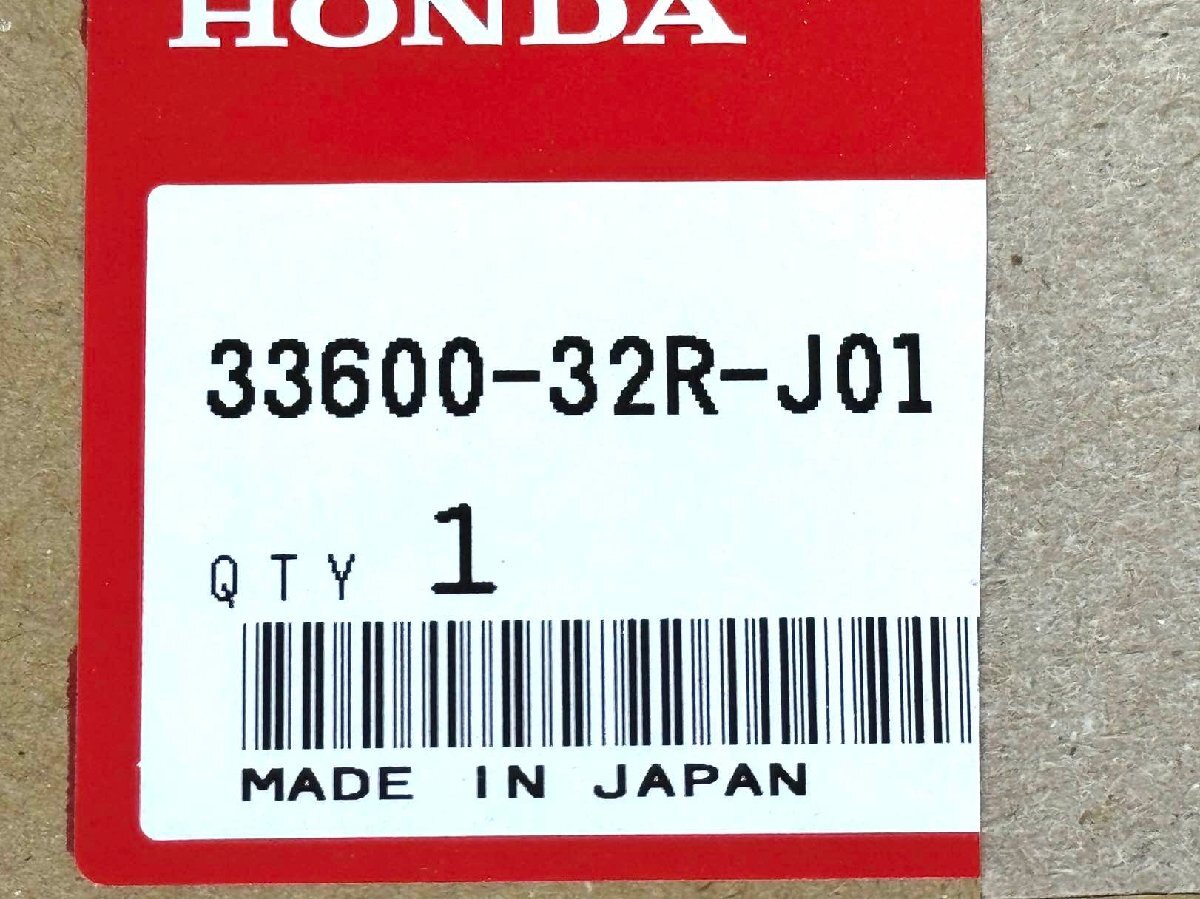 HONDA
33600-32R-J01
QTY 1
MADE IN JAPAN